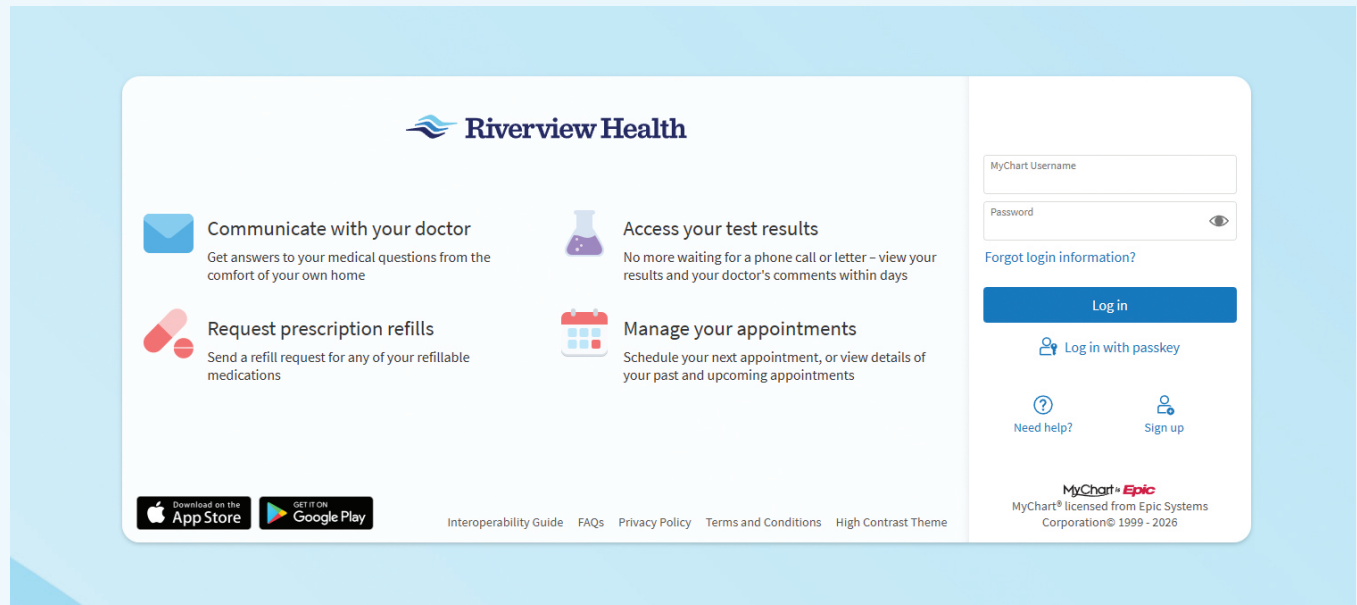 Riverview Health
Communicate with your doctor
Get answers to your medical questions from the
comfort of your own home
Access your test results
No more waiting for a phone call or letter – view your
results and your doctor's comments within days
Request prescription refills
Send a refill request for any of your refillable
medications
Manage your appointments
Schedule your next appointment, or view details of
your past and upcoming appointments
Download on the
App Store
GET IT ON
Google Play
Interoperability Guide
FAQs
Privacy Policy
Terms and Conditions
High Contrast Theme
MyChart Username
Password
Forgot login information?
Log in
Log in with passkey
Need help?
Sign up
MyChart by Epic
MyChart® licensed from Epic Systems
Corporation© 1999 - 2026